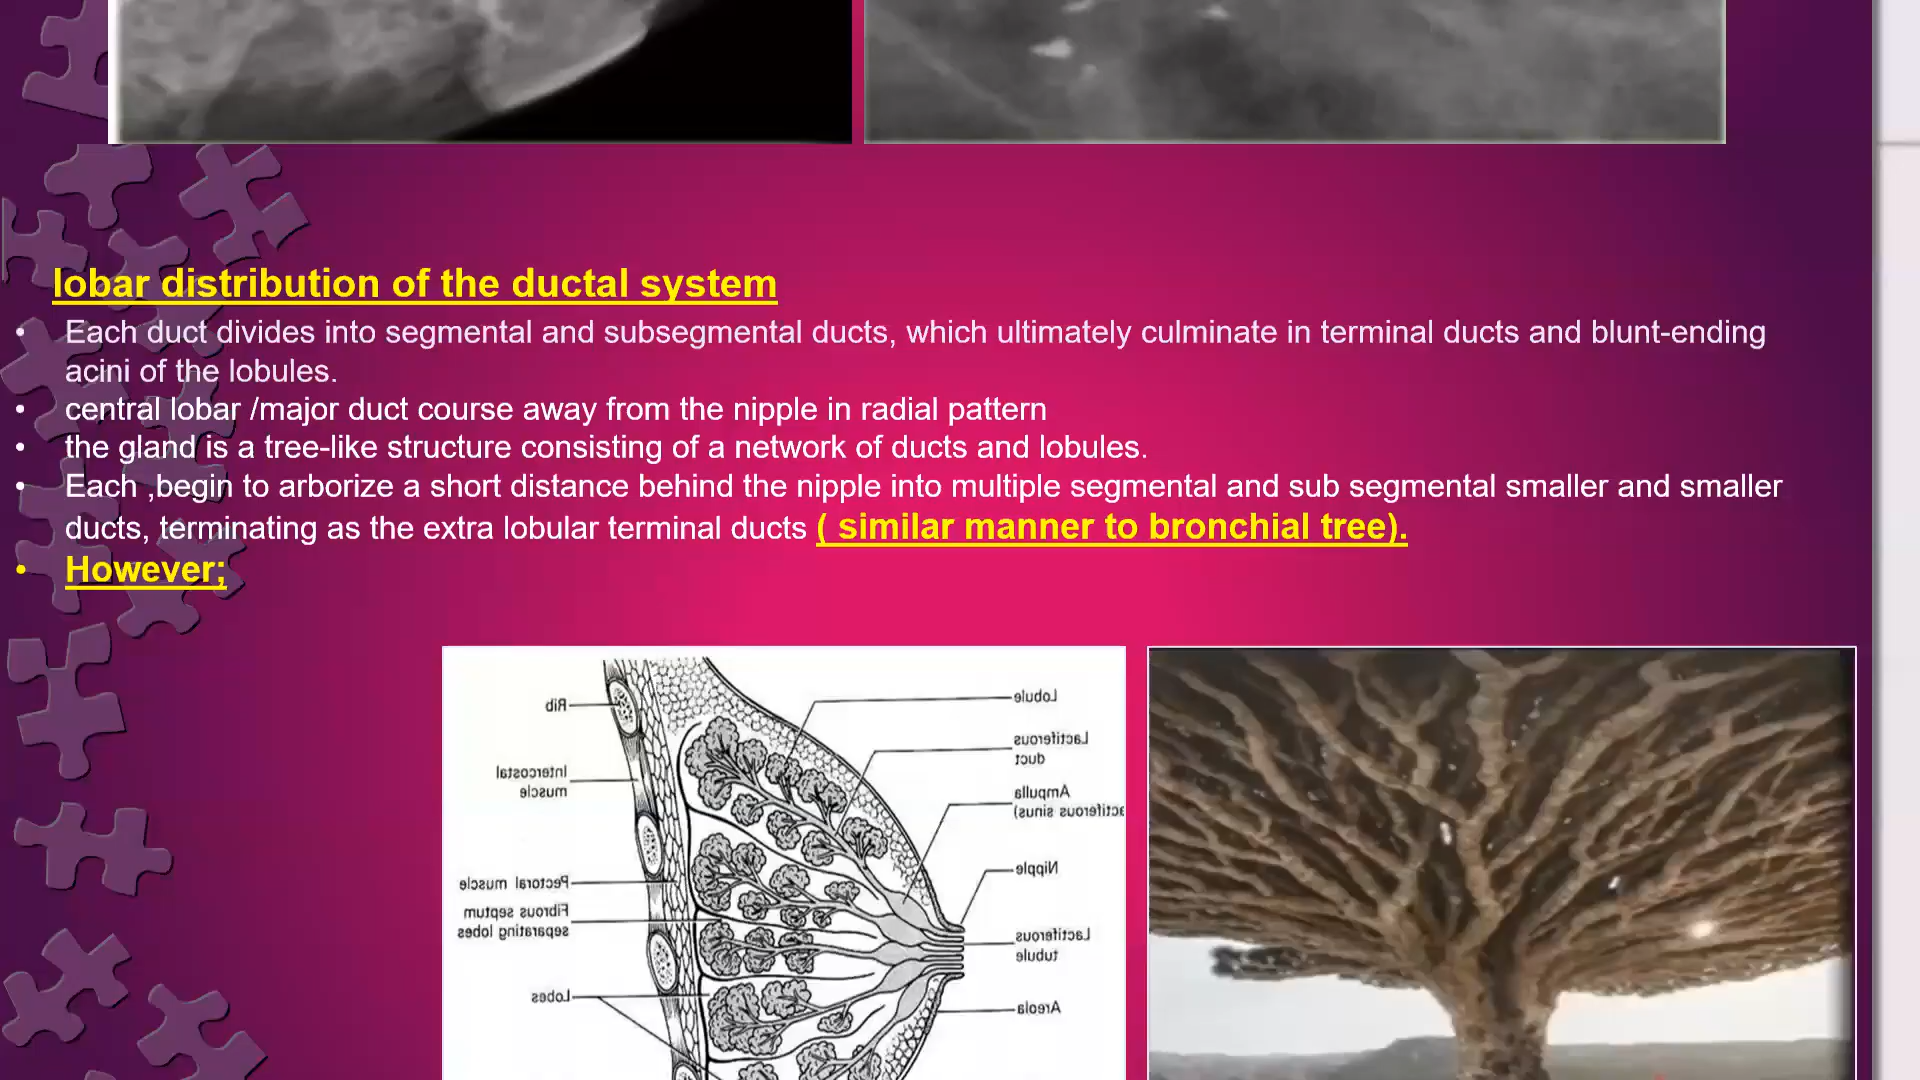 lobar distribution of the ductal system
• Each duct divides into segmental and subsegmental ducts, which ultimately culminate in terminal ducts and blunt-ending
acini of the lobules.
• central lobar /major duct course away from the nipple in radial pattern
• the gland is a tree-like structure consisting of a network of ducts and lobules.
• Each ,begin to arborize a short distance behind the nipple into multiple segmental and sub segmental smaller and smaller
ducts, terminating as the extra lobular terminal ducts ( similar manner to bronchial tree).
• However;
Rib
Intercostal
muscle
Pectoral muscle
Fibrous septum
separating lobes
Lobes
Lobule
Lactiferous
duct
Ampulla
actiferous sinus)
Nipple
Lactiferous
tubule
Areola